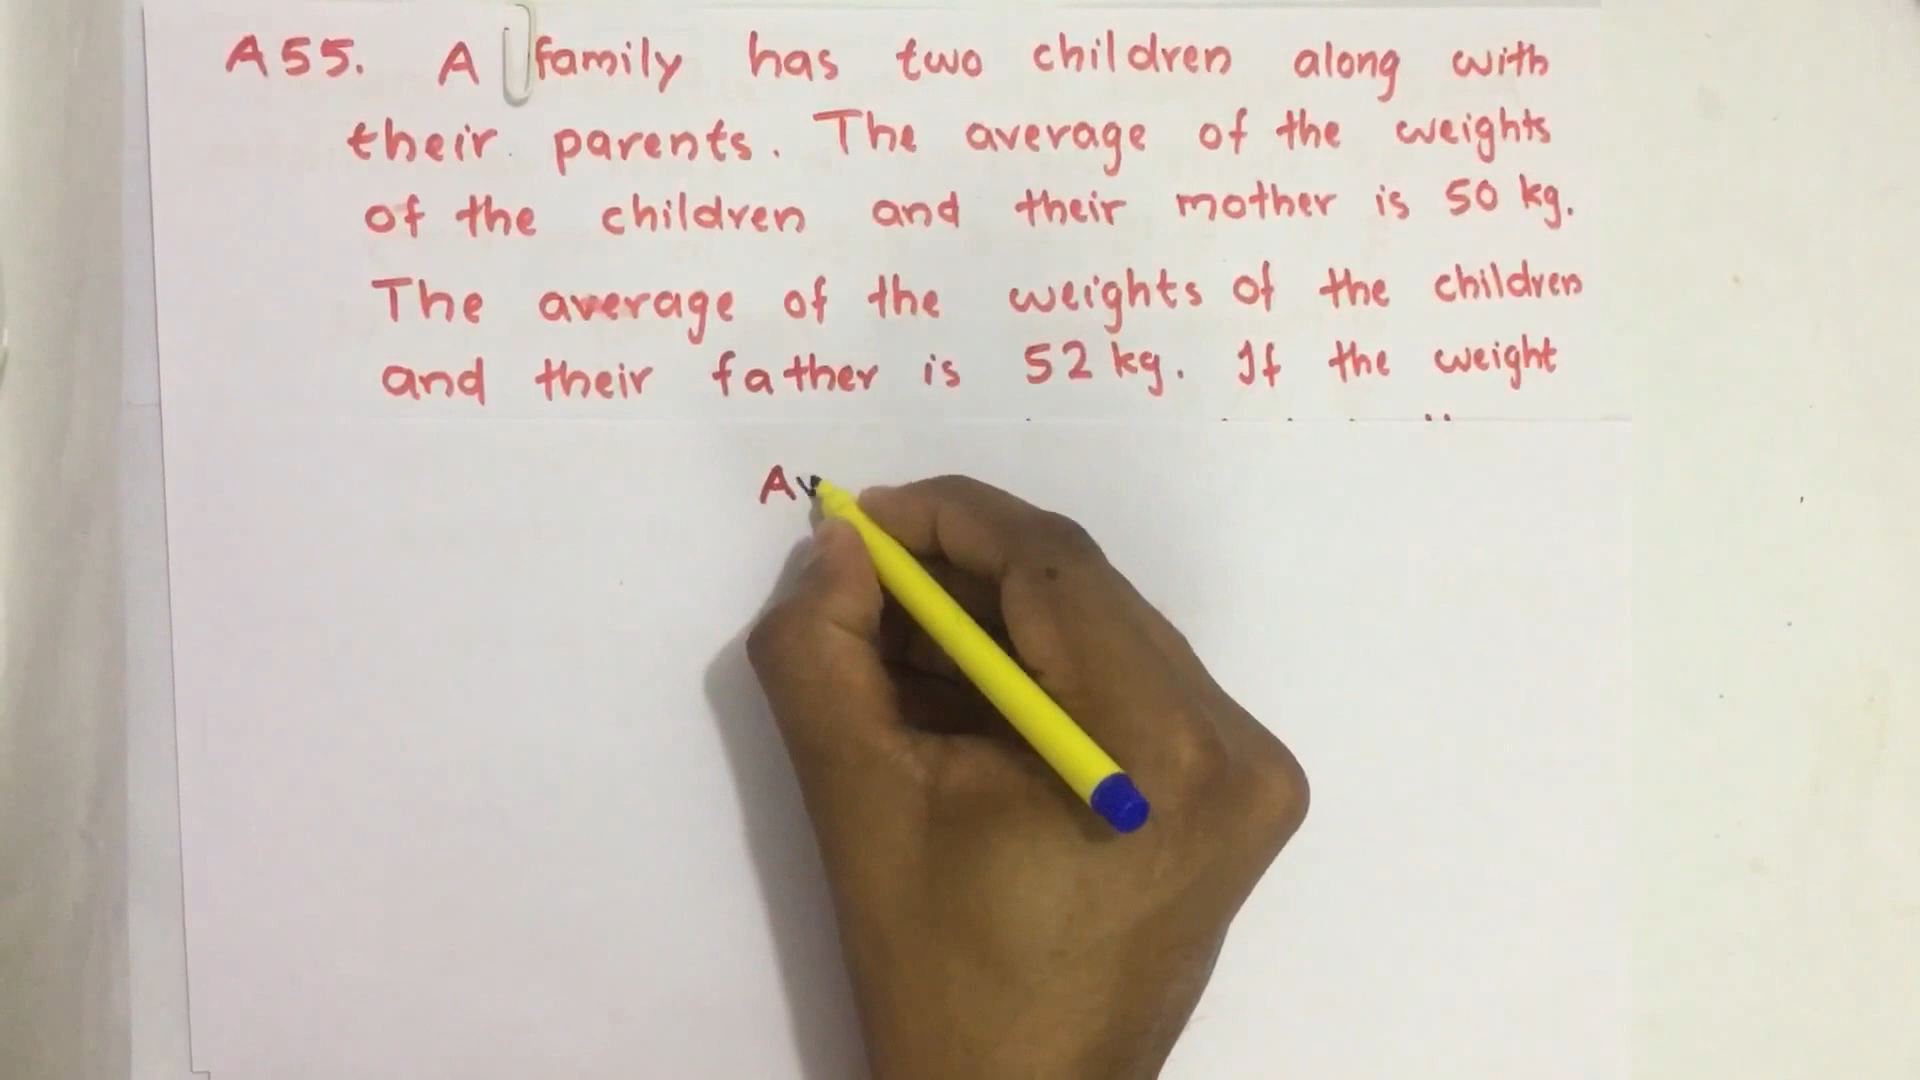 A55. A family has two children along with
their parents. The average of the weights
of the children and their mother is 50 kg.
The average of the weights of the children
and their father is 52 kg. If the weight
Av